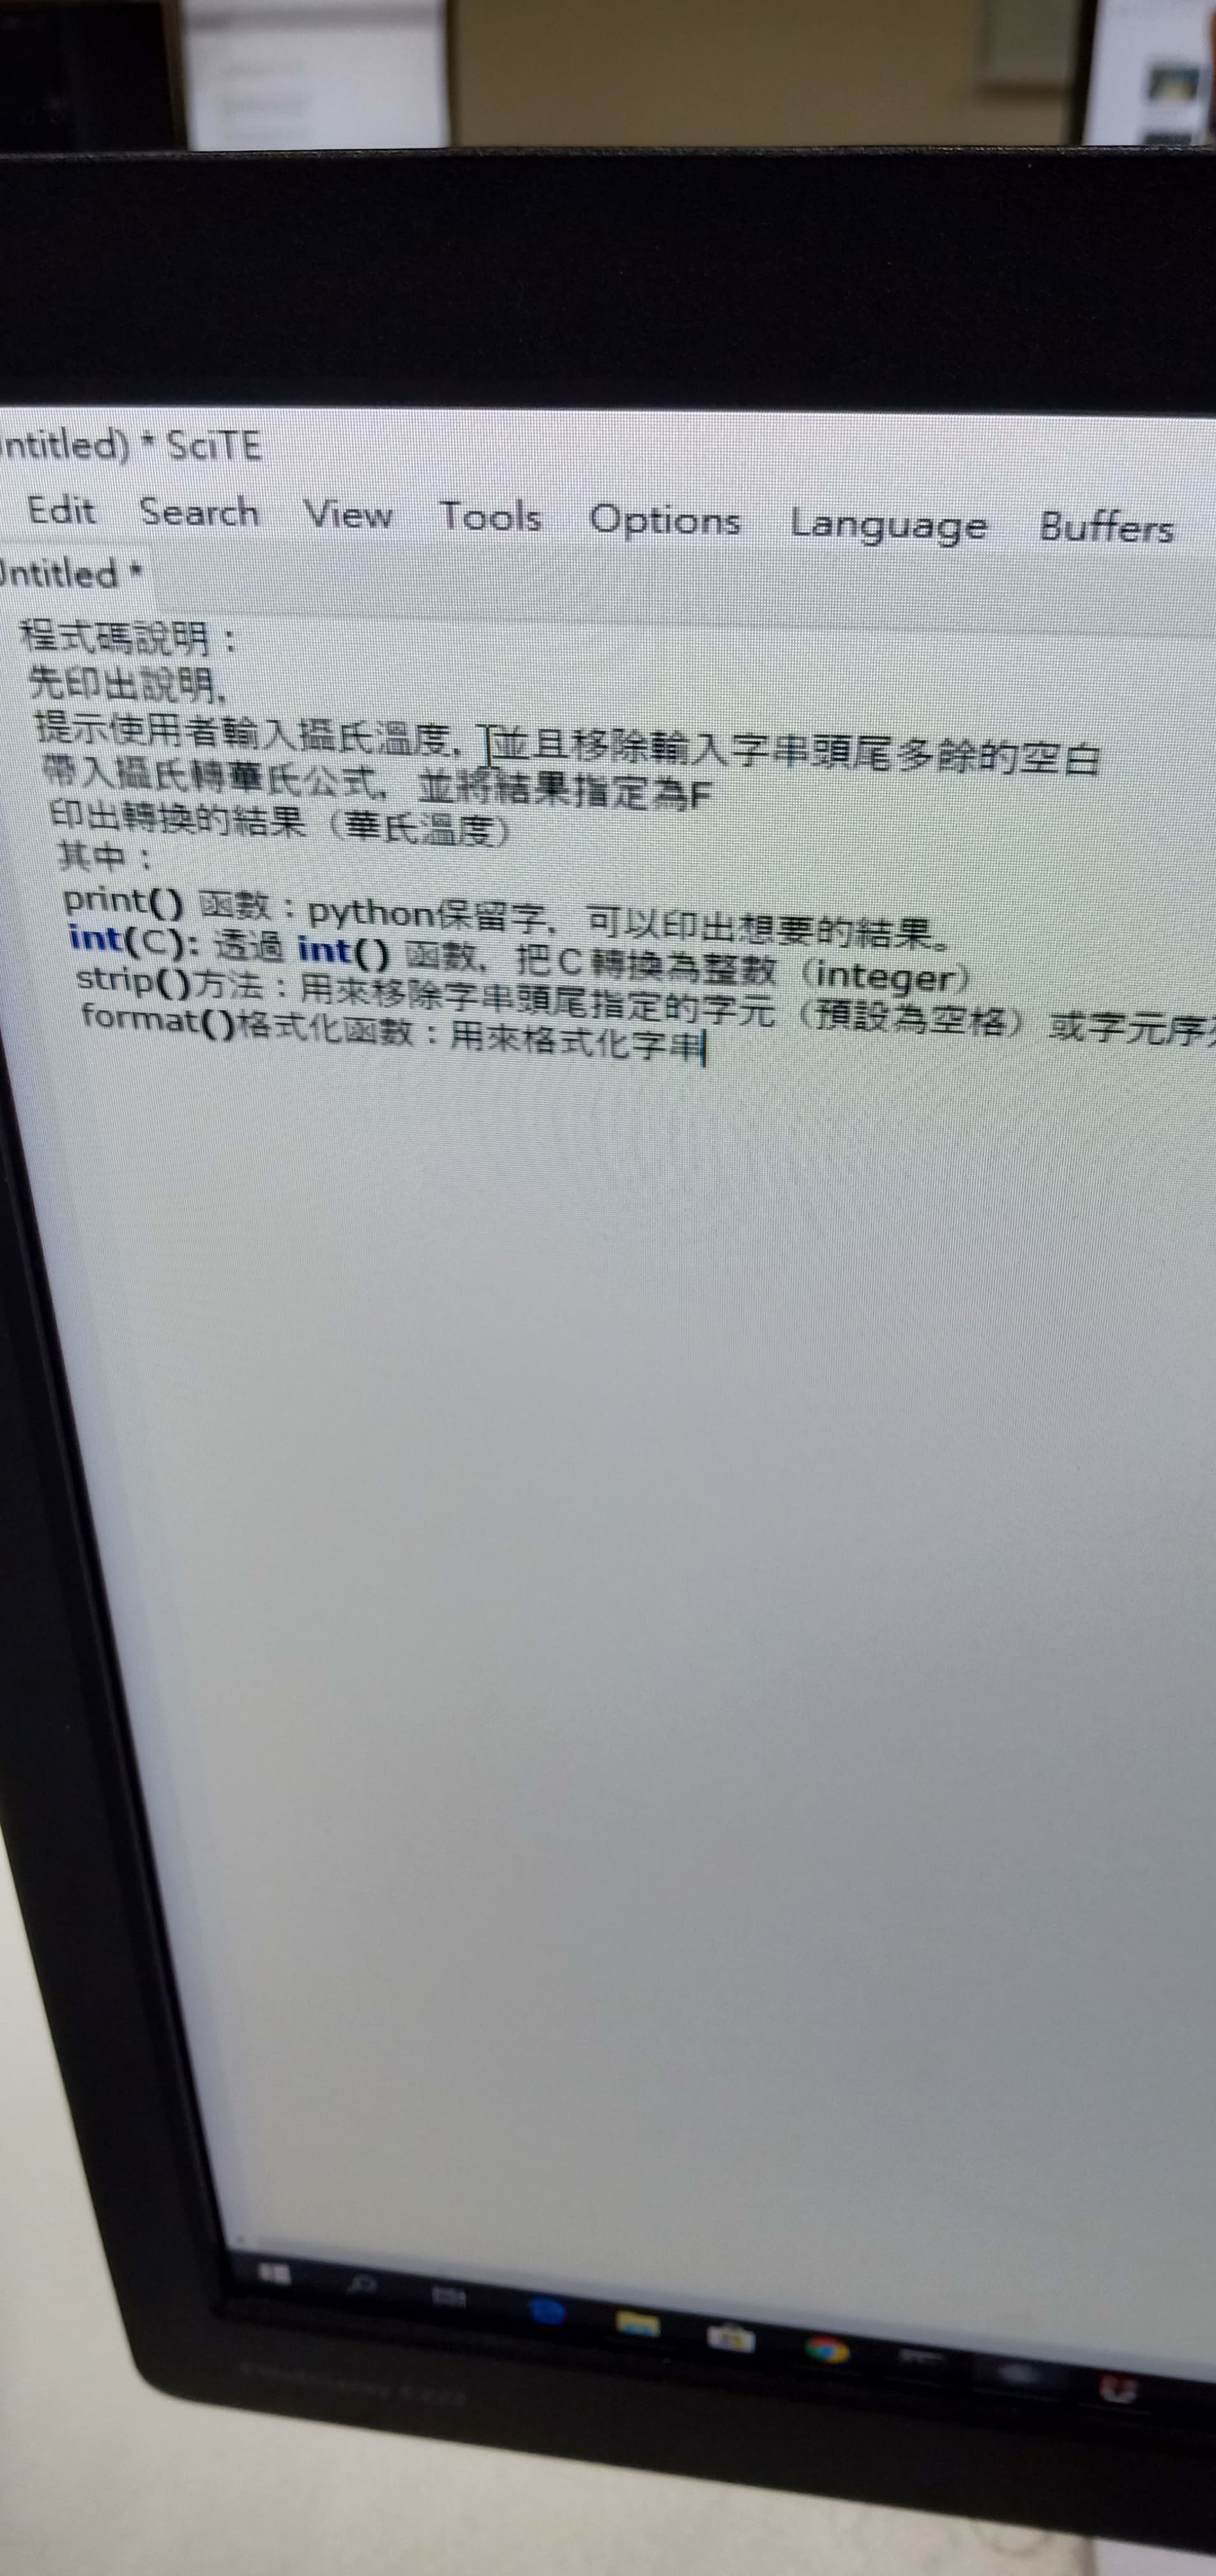 ntitled) * SciTE
Edit Search View Tools Options Language Buffers
Untitled *
程式碼說明：
先印出說明，
提示使用者輸入攝氏溫度，並且移除輸入字串頭尾多餘的空白
帶入攝氏轉華氏公式，並將結果指定為F
印出轉換的結果（華氏溫度）
其中：
print() 函數：python保留字，可以印出想要的結果。
int(C): 透過 int() 函數，把C轉換為整數（integer）
strip()方法：用來移除字串頭尾指定的字元（預設為空格）或字元序
format()格式化函數：用來格式化字串